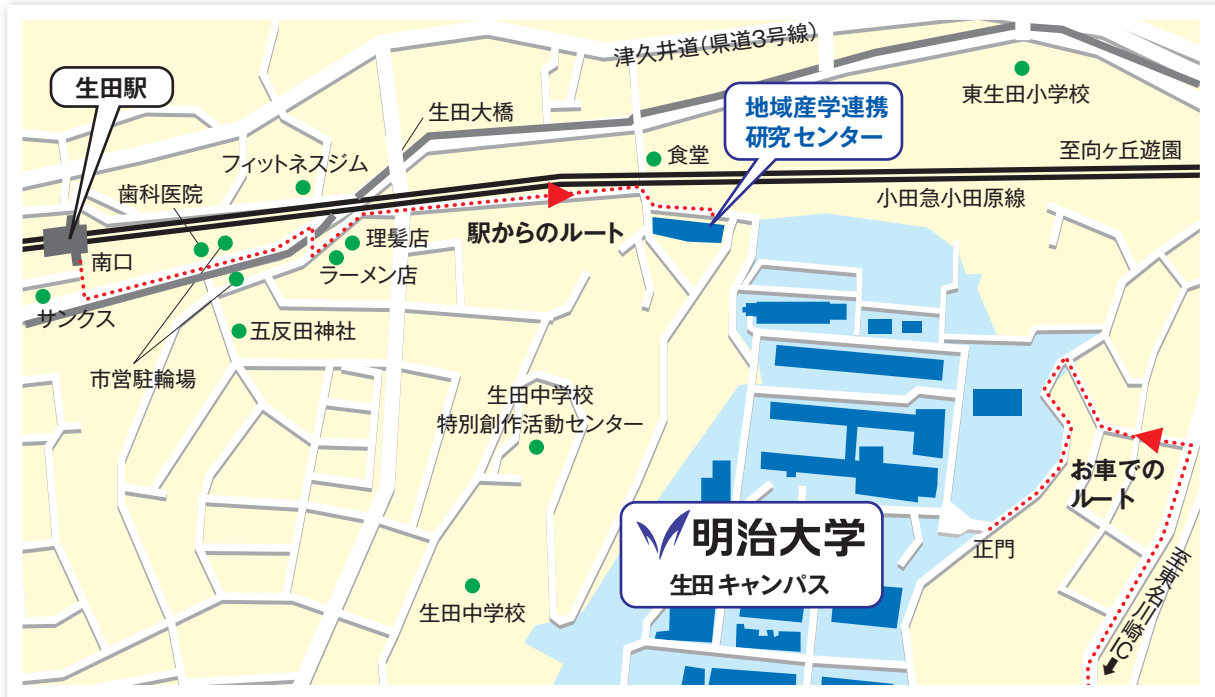 津久井道（県道3号線）
生田駅
東生田小学校
地域産学連携
研究センター
生田大橋
食堂
至向ヶ丘遊園
フィットネスジム
歯科医院
小田急小田原線
駅からのルート
理髪店
南口
ラーメン店
サンクス
五反田神社
市営駐輪場
生田中学校
特別創作活動センター
お車での
ルート
明治大学
生田キャンパス
正門
生田中学校
至東名川崎IC